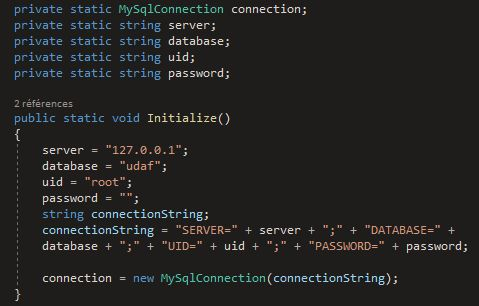 private static MySqlConnection connection;
private static string server;
private static string database;
private static string uid;
private static string password;
2 références
public static void Initialize()
{
server = "127.0.0.1";
database = "udaf";
uid = "root";
password = "";
string connectionString;
connectionString = "SERVER=" + server + ";" + "DATABASE=" +
database + ";" + "UID=" + uid + ";" + "PASSWORD=" + password;
connection = new MySqlConnection(connectionString);
}